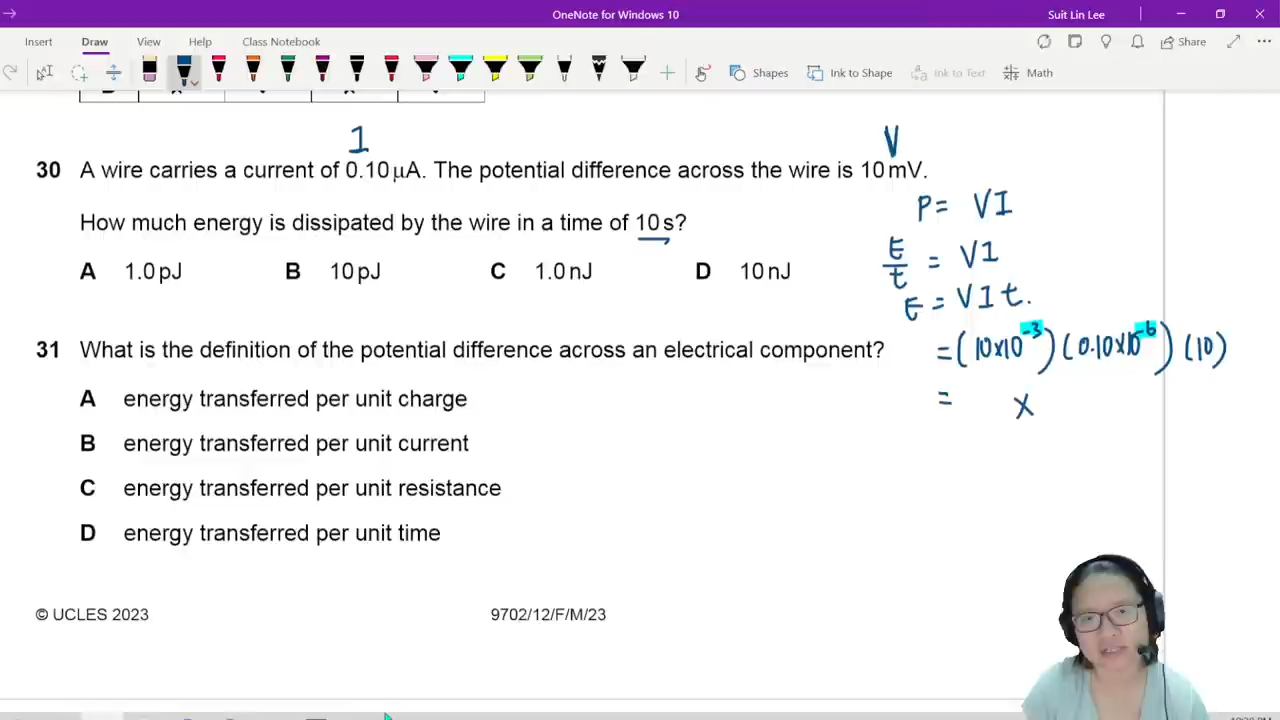 OneNote for Windows 10
Suit Lin Lee
Insert Draw View Help Class Notebook
Share
Shapes Ink to Shape Ink to Text Math
I V
30 A wire carries a current of 0.10 μA. The potential difference across the wire is 10 mV.
P = VI
How much energy is dissipated by the wire in a time of 10 s?
E/t = VI
A 1.0 pJ B 10 pJ C 1.0 nJ D 10 nJ
E = VIt.
31 What is the definition of the potential difference across an electrical component?
= (10×10⁻³)(0.10×10⁻⁶)(10)
A energy transferred per unit charge
= ×
B energy transferred per unit current
C energy transferred per unit resistance
D energy transferred per unit time
© UCLES 2023 9702/12/F/M/23